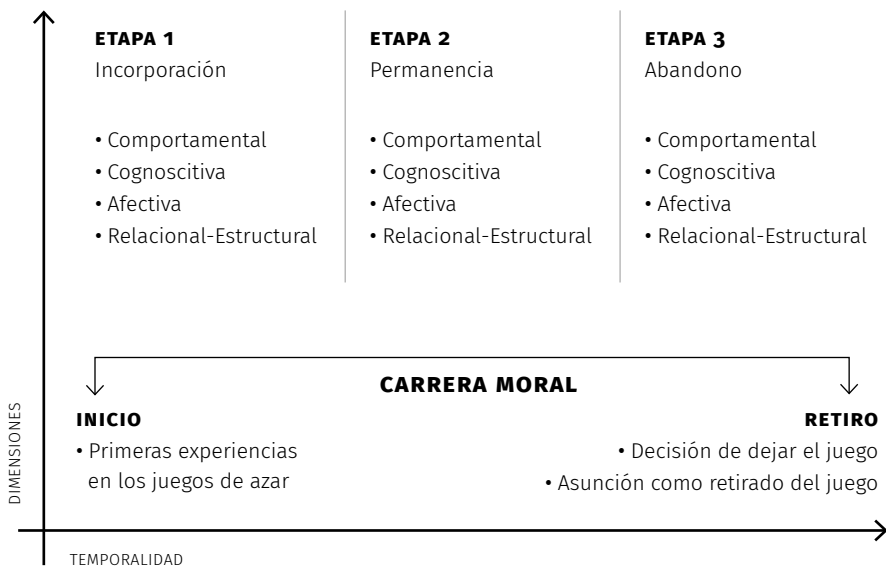 ETAPA 1
Incorporación
• Comportamental
• Cognoscitiva
• Afectiva
• Relacional-Estructural
ETAPA 2
Permanencia
• Comportamental
• Cognoscitiva
• Afectiva
• Relacional-Estructural
ETAPA 3
Abandono
• Comportamental
• Cognoscitiva
• Afectiva
• Relacional-Estructural
CARRERA MORAL
INICIO
• Primeras experiencias
en los juegos de azar
RETIRO
• Decisión de dejar el juego
• Asunción como retirado del juego
DIMENSIONES
TEMPORALIDAD